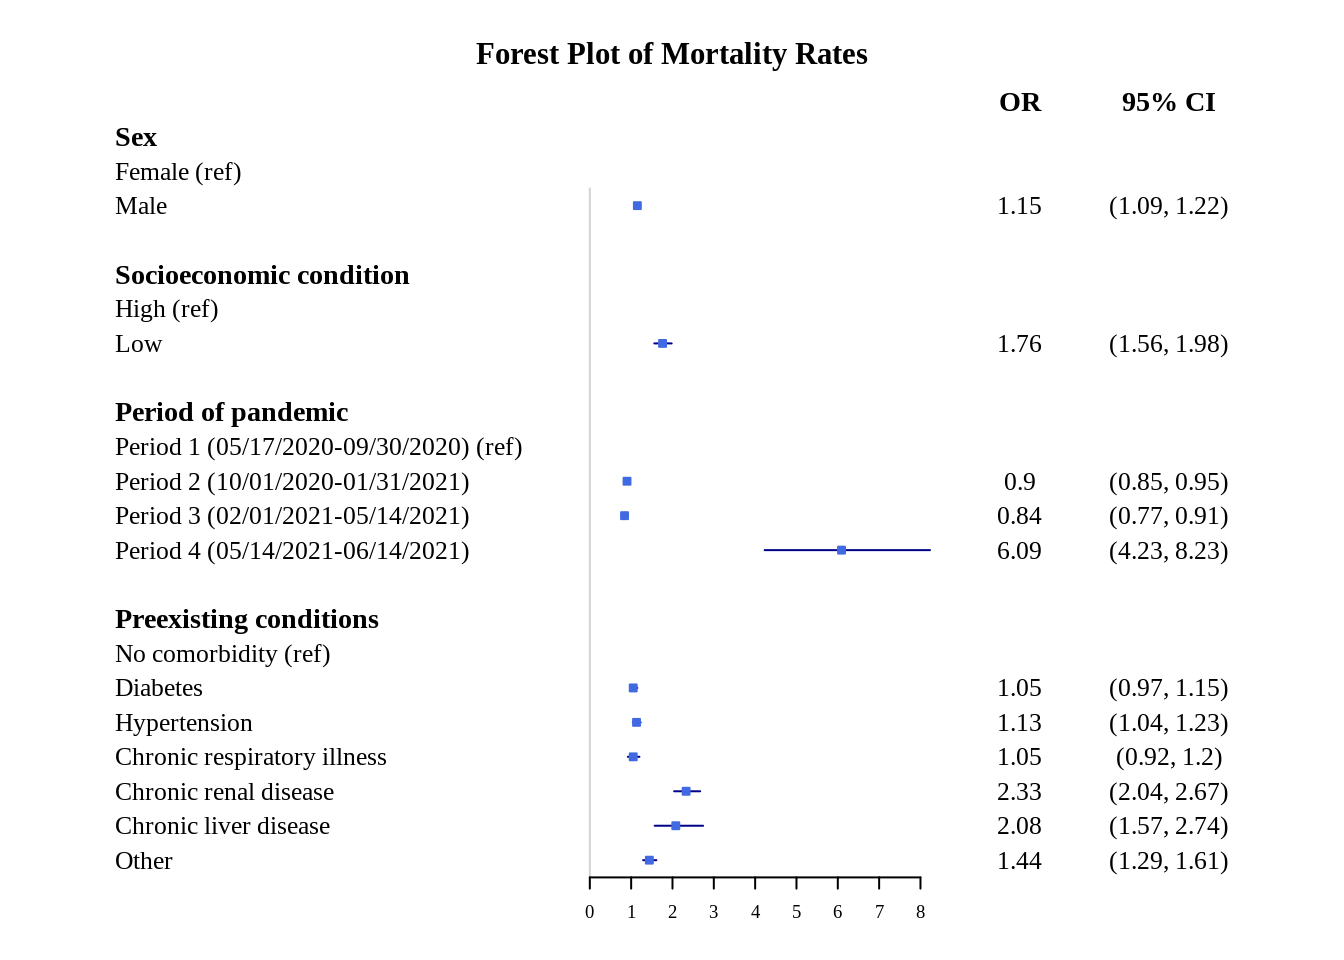 Forest Plot of Mortality Rates
OR 95% CI
Sex
Female (ref)
Male 1.15 (1.09, 1.22)
Socioeconomic condition
High (ref)
Low 1.76 (1.56, 1.98)
Period of pandemic
Period 1 (05/17/2020-09/30/2020) (ref)
Period 2 (10/01/2020-01/31/2021) 0.9 (0.85, 0.95)
Period 3 (02/01/2021-05/14/2021) 0.84 (0.77, 0.91)
Period 4 (05/14/2021-06/14/2021) 6.09 (4.23, 8.23)
Preexisting conditions
No comorbidity (ref)
Diabetes 1.05 (0.97, 1.15)
Hypertension 1.13 (1.04, 1.23)
Chronic respiratory illness 1.05 (0.92, 1.2)
Chronic renal disease 2.33 (2.04, 2.67)
Chronic liver disease 2.08 (1.57, 2.74)
Other 1.44 (1.29, 1.61)
0 1 2 3 4 5 6 7 8